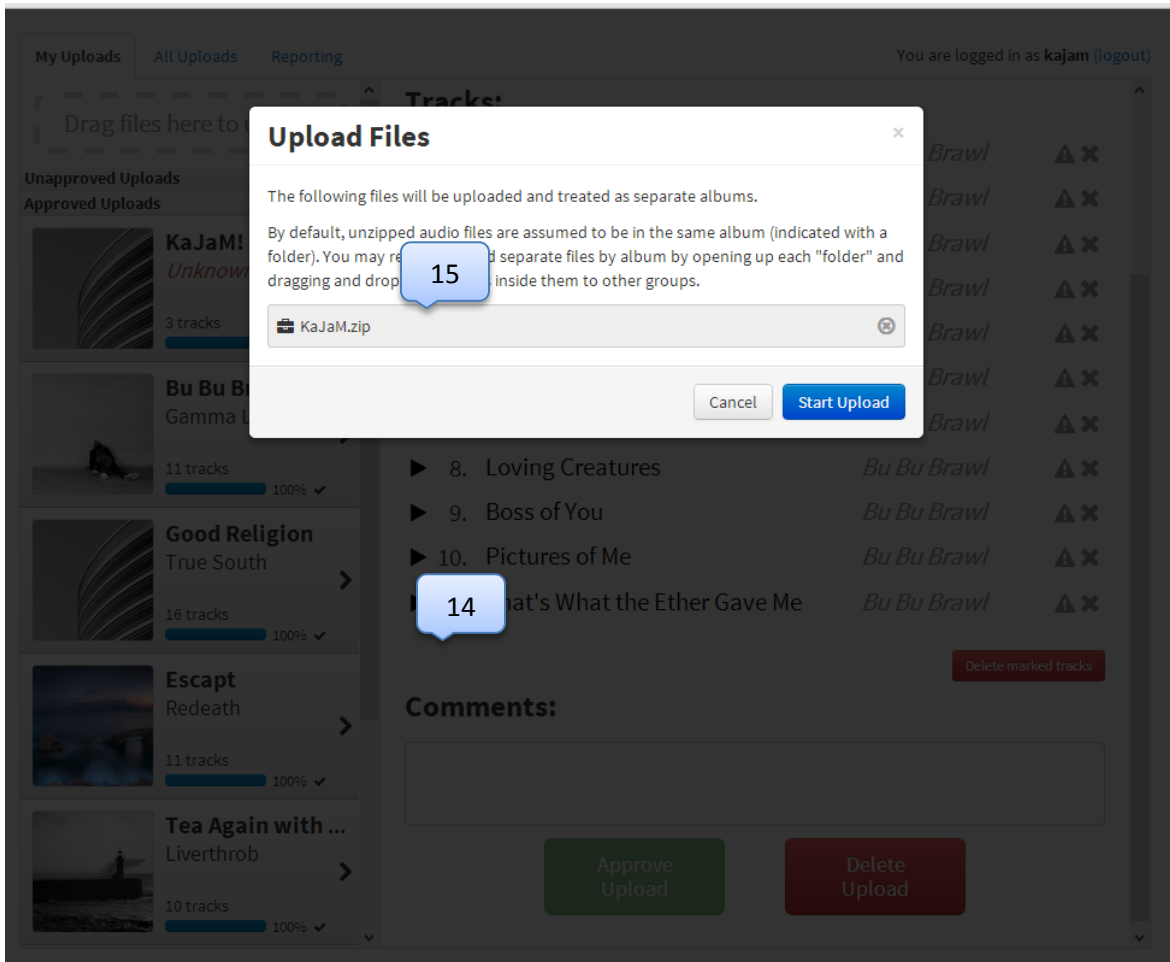 My Uploads All Uploads Reporting
You are logged in as kajam (logout)
Drag files here to
Unapproved Uploads
Approved Uploads
KaJaM!
Unknow
3 tracks
Bu Bu B
Gamma L
11 tracks
100%
Good Religion
True South
16 tracks
100%
Escapt
Redeath
11 tracks
100%
Tea Again with ...
Liverthrob
10 tracks
100%
Tracks:
Brawl
Brawl
Brawl
Brawl
Brawl
Brawl
Brawl
8. Loving Creatures Bu Bu Brawl
9. Boss of You Bu Bu Brawl
10. Pictures of Me Bu Bu Brawl
hat's What the Ether Gave Me Bu Bu Brawl
14
Delete marked tracks
Comments:
Approve
Upload
Delete
Upload
Upload Files
×
The following files will be uploaded and treated as separate albums.
By default, unzipped audio files are assumed to be in the same album (indicated with a
folder). You may re d separate files by album by opening up each "folder" and
15
dragging and drop inside them to other groups.
KaJaM.zip
Cancel Start Upload